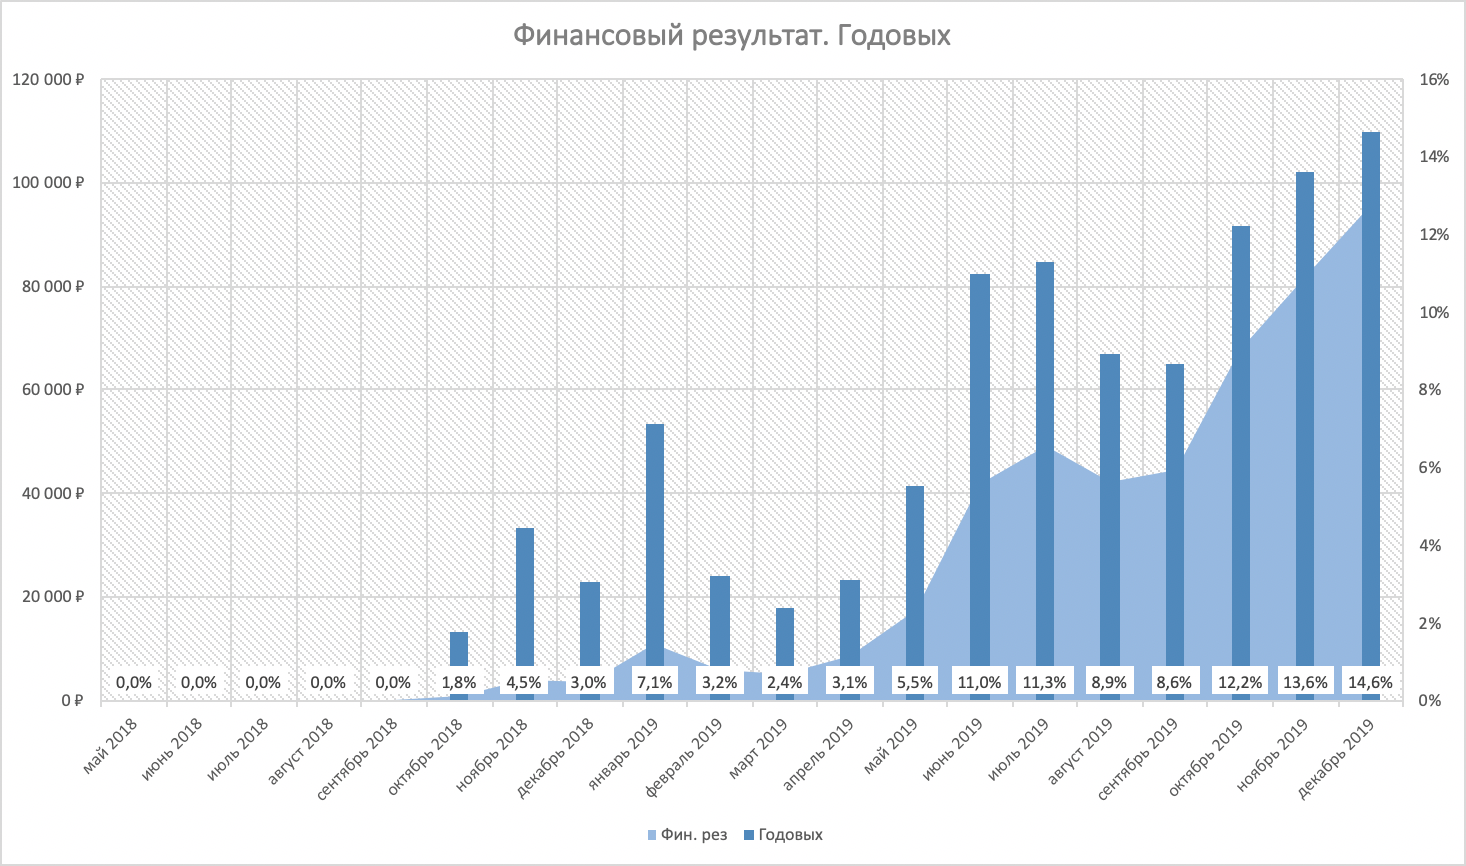 Финансовый результат. Годовых
120 000 ₽
100 000 ₽
80 000 ₽
60 000 ₽
40 000 ₽
20 000 ₽
0 ₽
16%
14%
12%
10%
8%
6%
4%
2%
0%
0,0% 0,0% 0,0% 0,0% 0,0% 1,8% 4,5% 3,0% 7,1% 3,2% 2,4% 3,1% 5,5% 11,0% 11,3% 8,9% 8,6% 12,2% 13,6% 14,6%
май 2018
июнь 2018
июль 2018
август 2018
сентябрь 2018
октябрь 2018
ноябрь 2018
декабрь 2018
январь 2019
февраль 2019
март 2019
апрель 2019
май 2019
июнь 2019
июль 2019
август 2019
сентябрь 2019
октябрь 2019
ноябрь 2019
декабрь 2019
Фин. рез Годовых